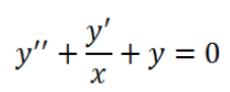 y'' + y'/x + y = 0